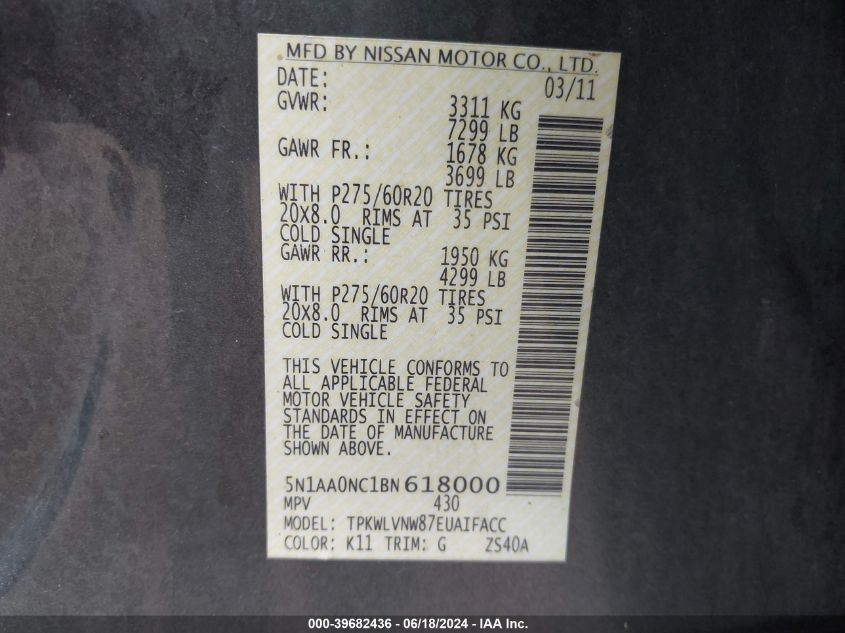 MFD BY NISSAN MOTOR CO., LTD.
DATE: 03/11
GVWR: 3311 KG
7299 LB
GAWR FR.: 1678 KG
3699 LB
WITH P275/60R20 TIRES
20X8.0 RIMS AT 35 PSI
COLD SINGLE
GAWR RR.: 1950 KG
4299 LB
WITH P275/60R20 TIRES
20X8.0 RIMS AT 35 PSI
COLD SINGLE
THIS VEHICLE CONFORMS TO
ALL APPLICABLE FEDERAL
MOTOR VEHICLE SAFETY
STANDARDS IN EFFECT ON
THE DATE OF MANUFACTURE
SHOWN ABOVE.
5N1AA0NC1BN618000
MPV 430
MODEL: TPKWLVNW87EUAIFACC
COLOR: K11 TRIM: G ZS40A
000-39682436 - 06/18/2024 - IAA Inc.